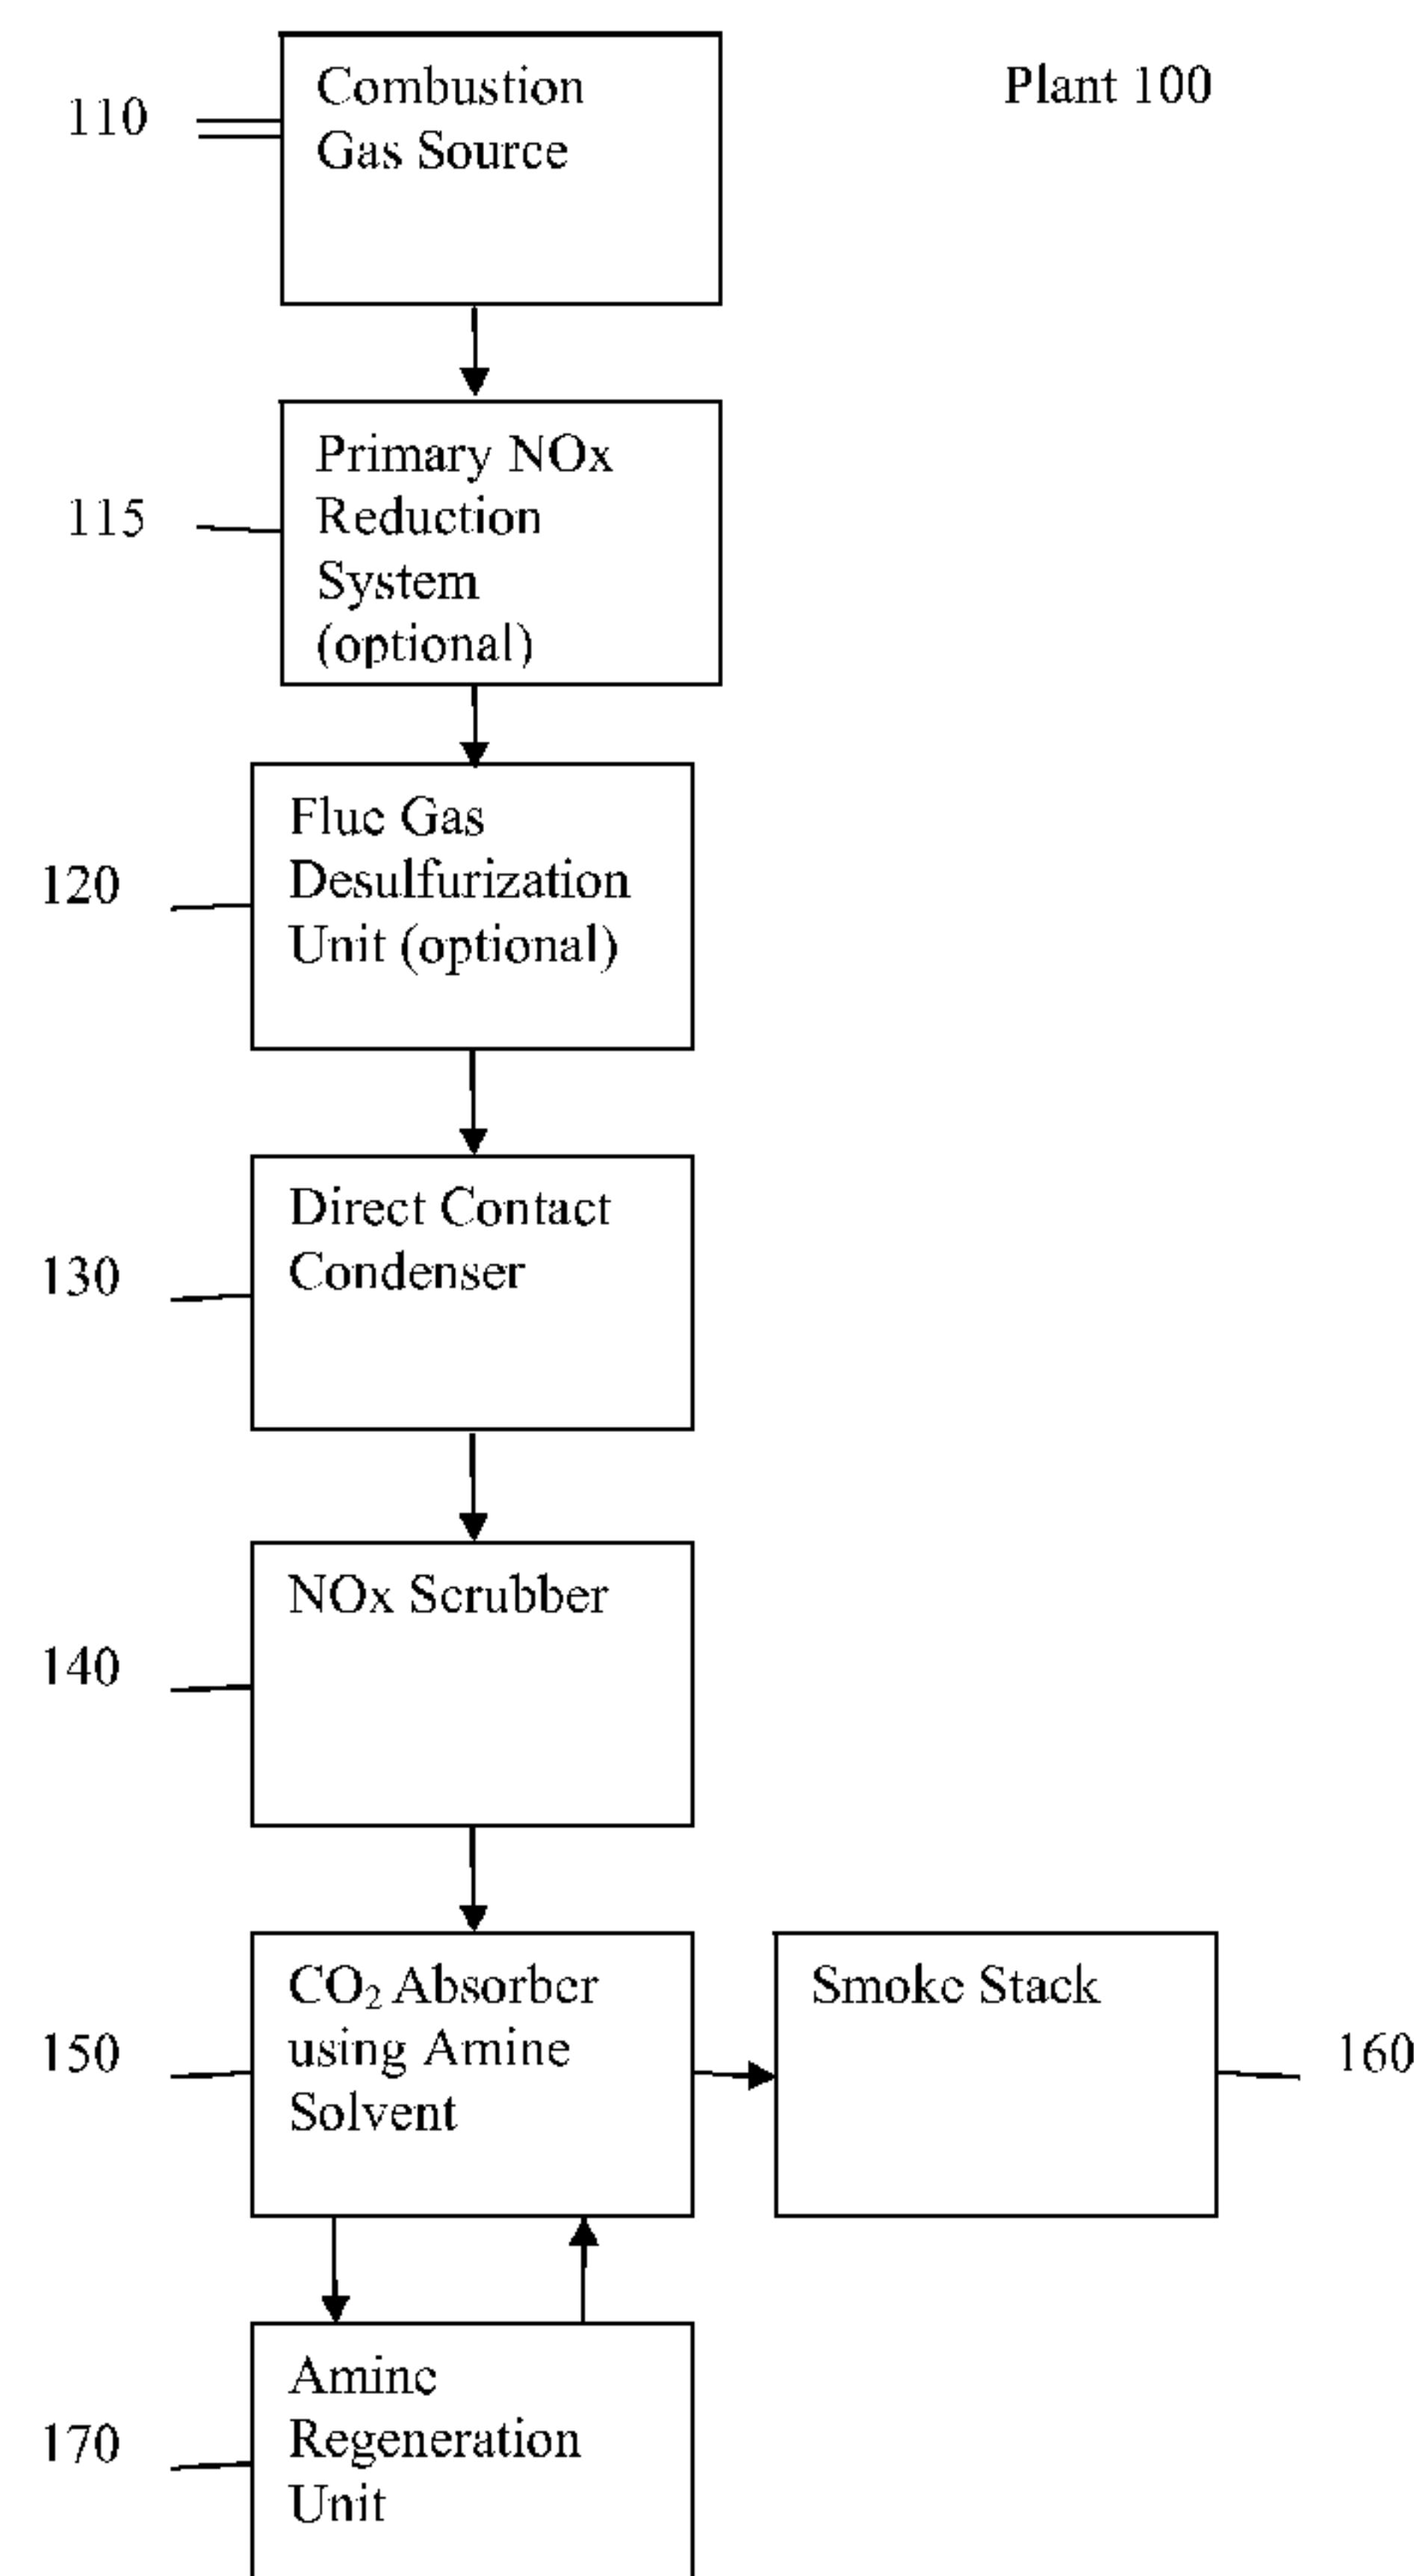 Plant 100
110
Combustion
Gas Source
115
Primary NOx
Reduction
System
(optional)
120
Flue Gas
Desulfurization
Unit (optional)
130
Direct Contact
Condenser
140
NOx Scrubber
150
CO₂ Absorber
using Amine
Solvent
Smoke Stack
160
170
Amine
Regeneration
Unit